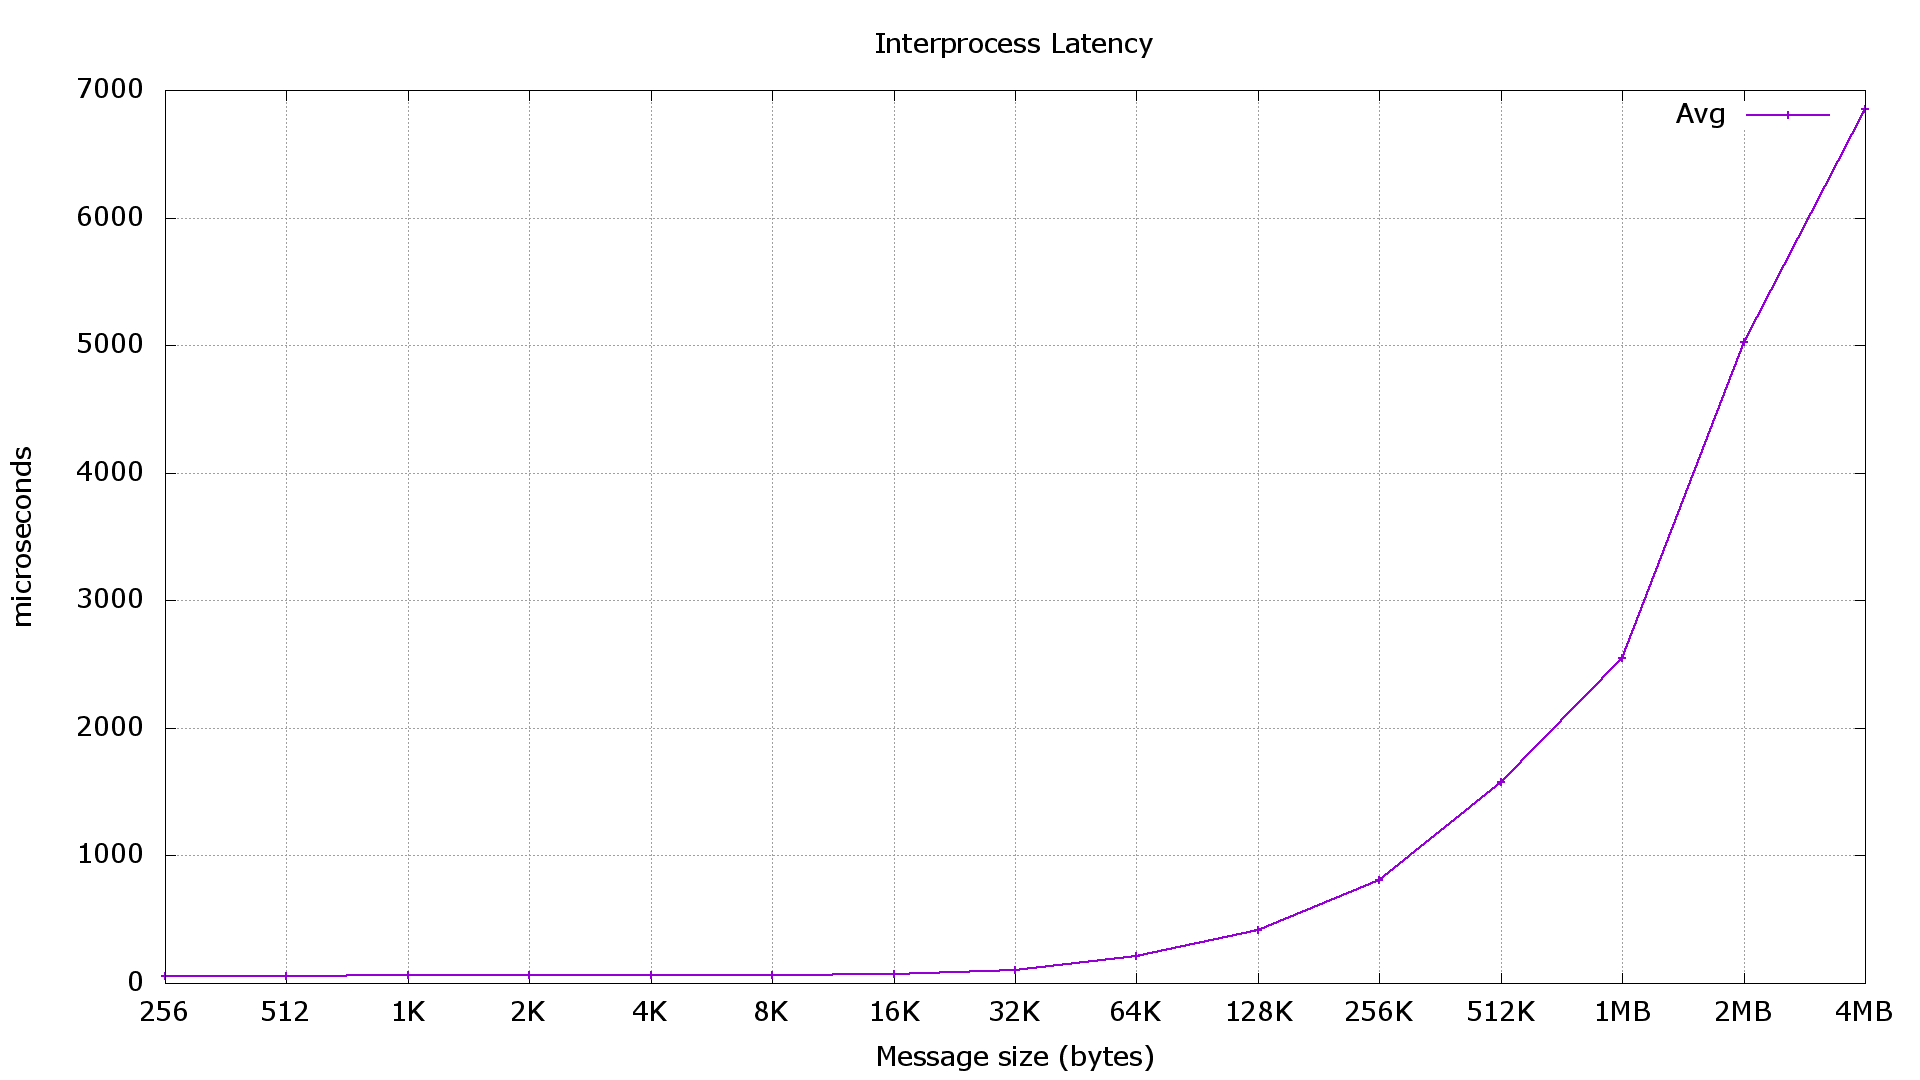 Interprocess Latency
7000
Avg
6000
5000
4000
microseconds
3000
2000
1000
0
256 512 1K 2K 4K 8K 16K 32K 64K 128K 256K 512K 1MB 2MB 4MB
Message size (bytes)